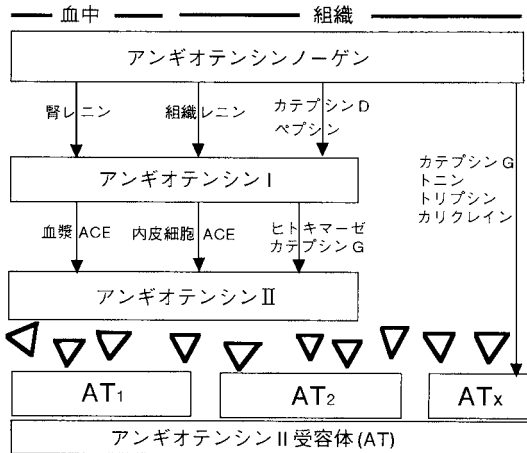 血中 組織
アンギオテンシンノーゲン
腎レニン 組織レニン カテプシンD
ペプシン
カテプシンG
トニン
トリプシン
カリクレイン
アンギオテンシンI
血漿ACE 内皮細胞ACE ヒトキマーゼ
カテプシンG
アンギオテンシンII
AT1 AT2 ATx
アンギオテンシンII受容体(AT)